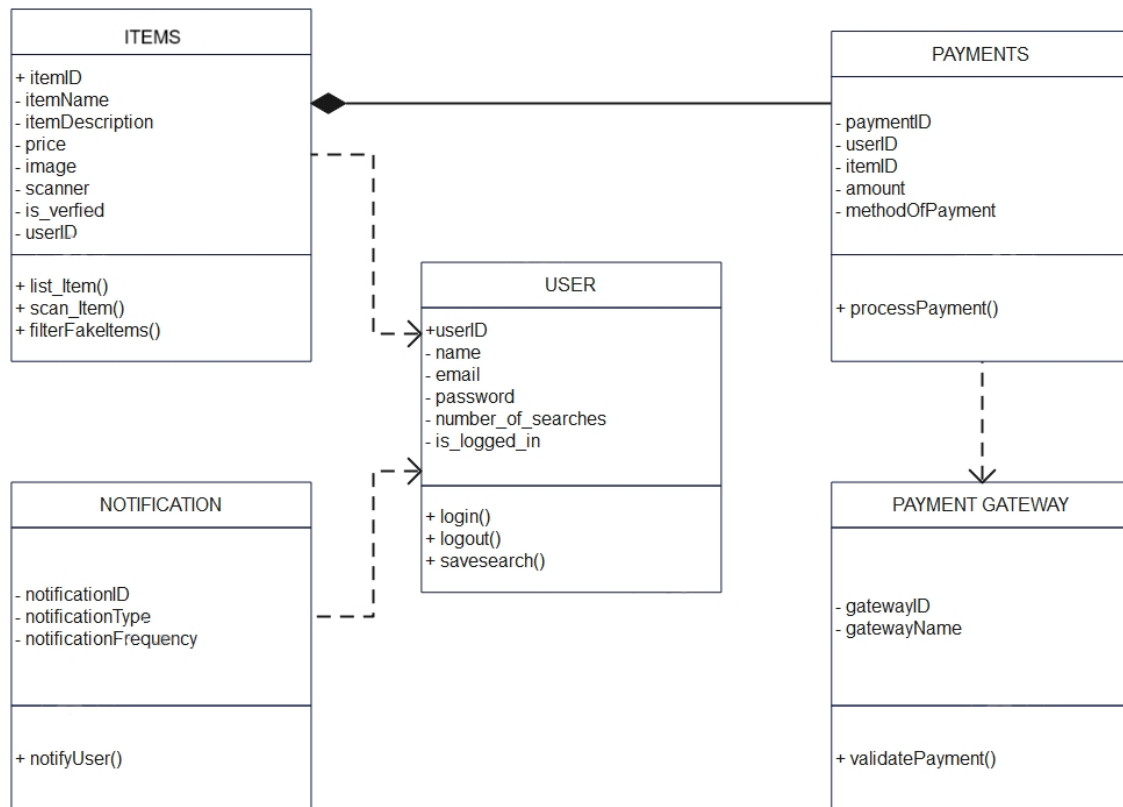 ITEMS
+ itemID
- itemName
- itemDescription
- price
- image
- scanner
- is_verfied
- userID
+ list_Item()
+ scan_Item()
+ filterFakeItems()
PAYMENTS
- paymentID
- userID
- itemID
- amount
- methodOfPayment
+ processPayment()
USER
+userID
- name
- email
- password
- number_of_searches
- is_logged_in
+ login()
+ logout()
+ savesearch()
NOTIFICATION
- notificationID
- notificationType
- notificationFrequency
+ notifyUser()
PAYMENT GATEWAY
- gatewayID
- gatewayName
+ validatePayment()